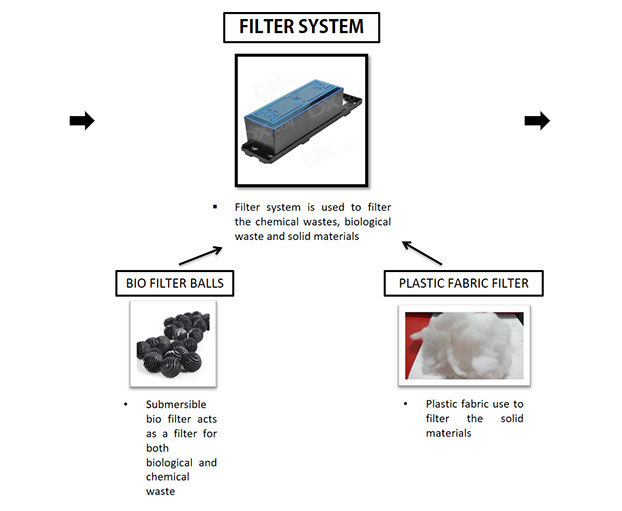 FILTER SYSTEM
▪ Filter system is used to filter
the chemical wastes, biological
waste and solid materials
BIO FILTER BALLS
PLASTIC FABRIC FILTER
• Submersible
bio filter acts
as a filter for
both
biological and
chemical
waste
• Plastic fabric use to
filter the solid
materials